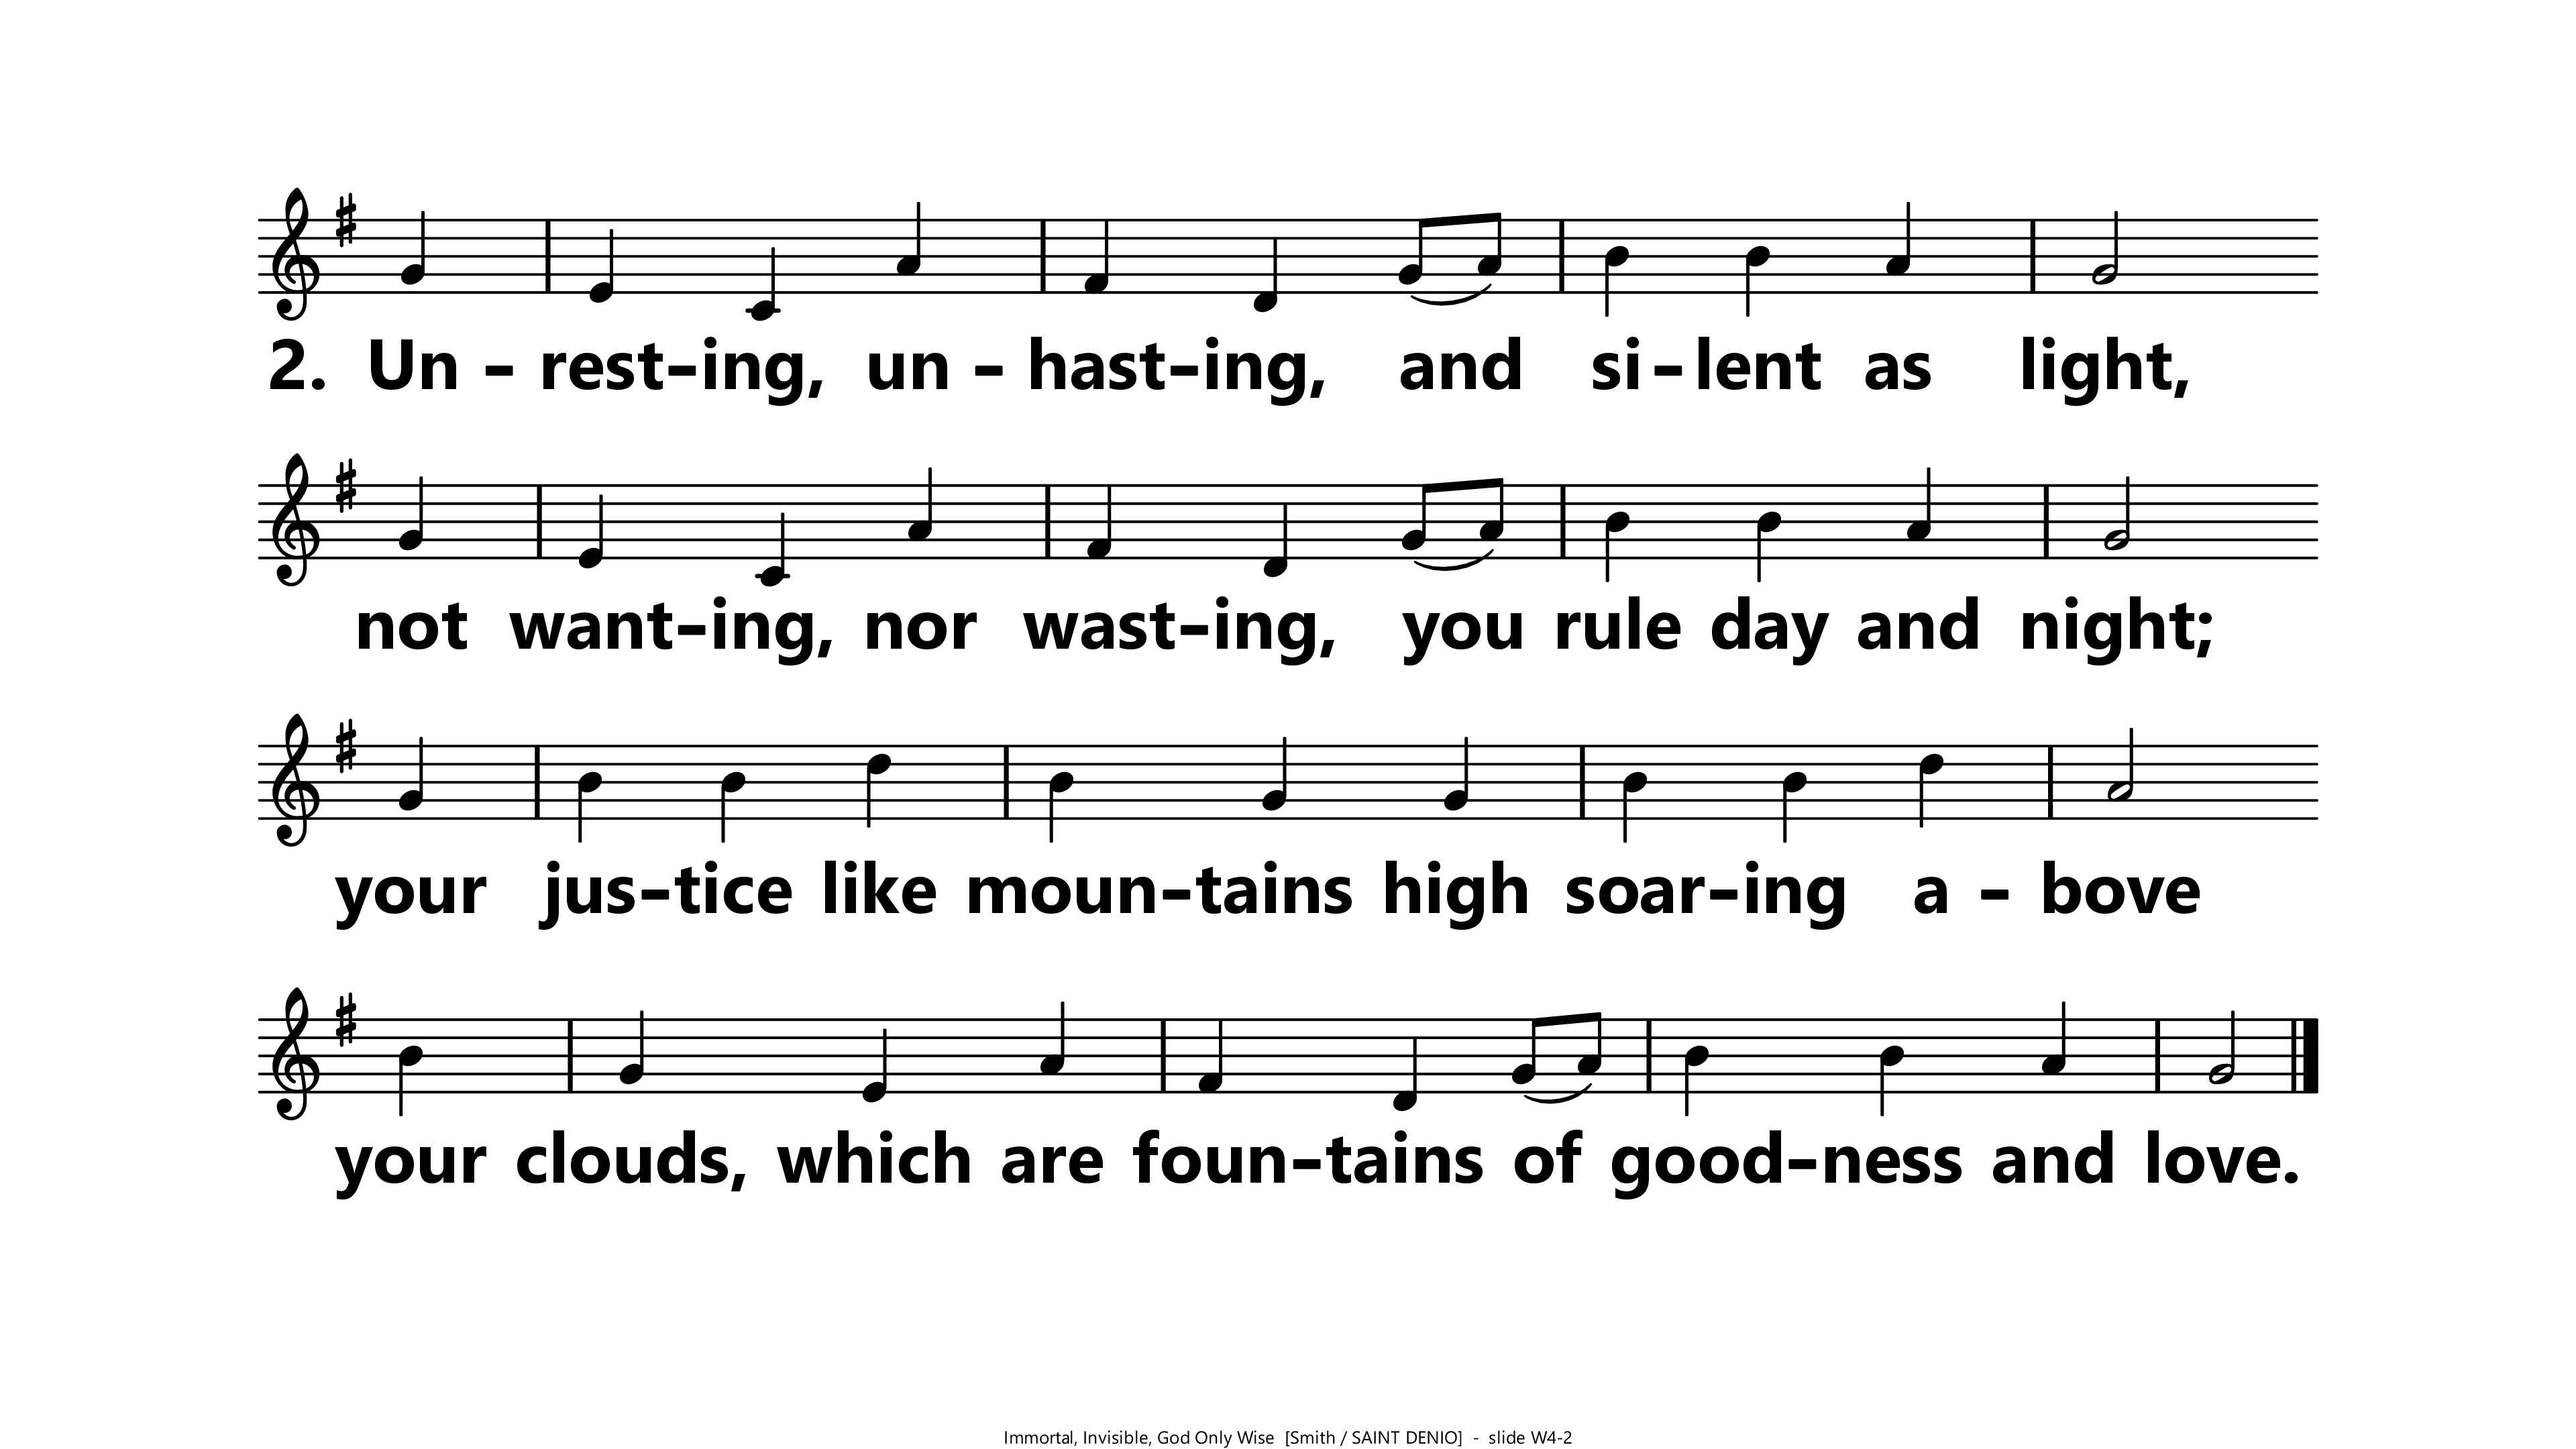 2. Un - rest-ing, un - hast-ing, and si-lent as light,
not want-ing, nor wast-ing, you rule day and night;
your jus-tice like moun-tains high soar-ing a - bove
your clouds, which are foun-tains of good-ness and love.
Immortal, Invisible, God Only Wise [Smith / SAINT DENIO] - slide W4-2